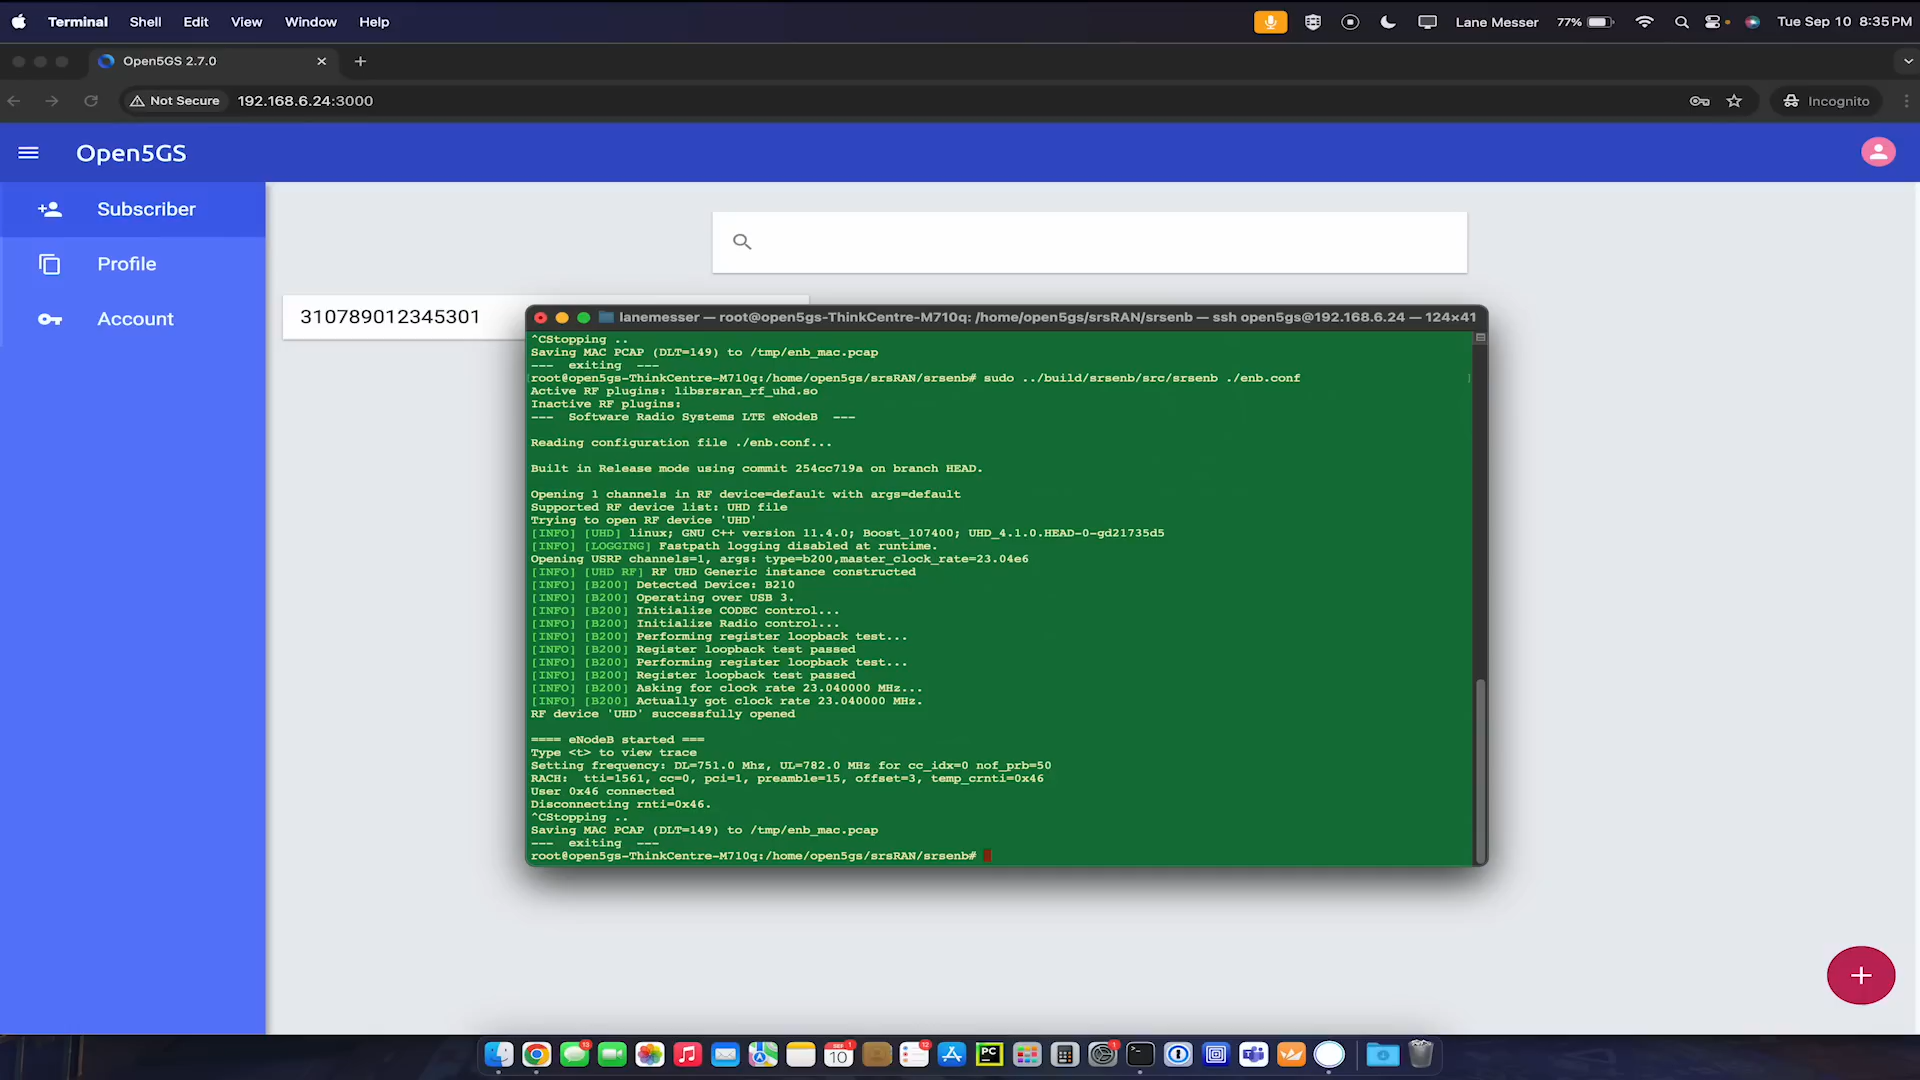 Terminal Shell Edit View Window Help Lane Messer 77% Tue Sep 10 8:35 PM
Open5GS 2.7.0
Not Secure 192.168.6.24:3000 Incognito
Open5GS
Subscriber
Profile
Account
310789012345301
lanemesser — root@open5gs-ThinkCentre-M710q: /home/open5gs/srsRAN/srsenb — ssh open5gs@192.168.6.24 — 124×41
^CStopping ..
Saving MAC PCAP (DLT=149) to /tmp/enb_mac.pcap
--- exiting ---
root@open5gs-ThinkCentre-M710q:/home/open5gs/srsRAN/srsenb# sudo ../build/srsenb/src/srsenb ./enb.conf
Active RF plugins: libsrsran_rf_uhd.so
Inactive RF plugins:
--- Software Radio Systems LTE eNodeB ---
Reading configuration file ./enb.conf...
Built in Release mode using commit 254cc719a on branch HEAD.
Opening 1 channels in RF device=default with args=default
Supported RF device list: UHD file
Trying to open RF device 'UHD'
[INFO] [UHD] linux; GNU C++ version 11.4.0; Boost_107400; UHD_4.1.0.HEAD-0-gd21735d5
[INFO] [LOGGING] Fastpath logging disabled at runtime.
Opening USRP channels=1, args: type=b200,master_clock_rate=23.04e6
[INFO] [UHD RF] RF UHD Generic instance constructed
[INFO] [B200] Detected Device: B210
[INFO] [B200] Operating over USB 3.
[INFO] [B200] Initialize CODEC control...
[INFO] [B200] Initialize Radio control...
[INFO] [B200] Performing register loopback test...
[INFO] [B200] Register loopback test passed
[INFO] [B200] Performing register loopback test...
[INFO] [B200] Register loopback test passed
[INFO] [B200] Asking for clock rate 23.040000 MHz...
[INFO] [B200] Actually got clock rate 23.040000 MHz.
RF device 'UHD' successfully opened
==== eNodeB started ===
Type <t> to view trace
Setting frequency: DL=751.0 Mhz, UL=782.0 MHz for cc_idx=0 nof_prb=50
RACH: tti=1561, cc=0, pci=1, preamble=15, offset=3, temp_crnti=0x46
User 0x46 connected
Disconnecting rnti=0x46.
^CStopping ..
Saving MAC PCAP (DLT=149) to /tmp/enb_mac.pcap
--- exiting ---
root@open5gs-ThinkCentre-M710q:/home/open5gs/srsRAN/srsenb#